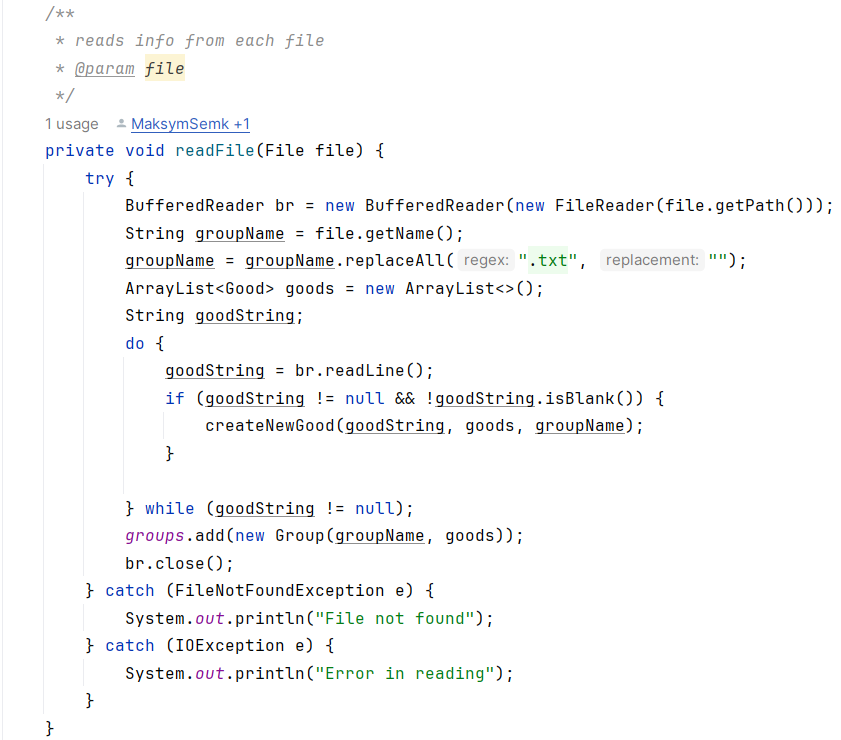 /**
 * reads info from each file
 * @param file
 */
1 usage MaksymSemk +1
private void readFile(File file) {
    try {
        BufferedReader br = new BufferedReader(new FileReader(file.getPath()));
        String groupName = file.getName();
        groupName = groupName.replaceAll( regex: ".txt", replacement: "");
        ArrayList<Good> goods = new ArrayList<>();
        String goodString;
        do {
            goodString = br.readLine();
            if (goodString != null && !goodString.isBlank()) {
                createNewGood(goodString, goods, groupName);
            }
        } while (goodString != null);
        groups.add(new Group(groupName, goods));
        br.close();
    } catch (FileNotFoundException e) {
        System.out.println("File not found");
    } catch (IOException e) {
        System.out.println("Error in reading");
    }
}